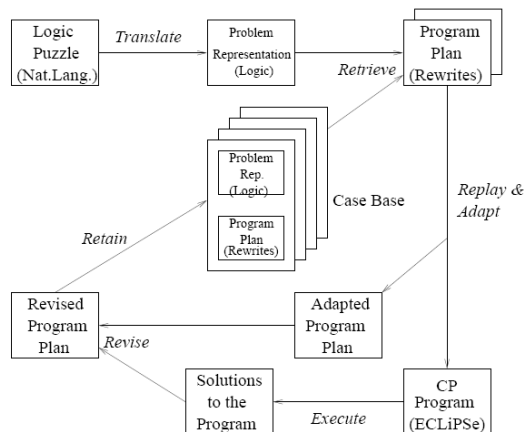 Logic
Puzzle
(Nat.Lang.)
Translate
Problem
Representation
(Logic)
Retrieve
Program
Plan
(Rewrites)
Problem
Rep.
(Logic)
Program
Plan
(Rewrites)
Case Base
Replay &
Adapt
Retain
Revised
Program
Plan
Revise
Adapted
Program
Plan
Solutions
to the
Program
Execute
CP
Program
(ECLiPSe)